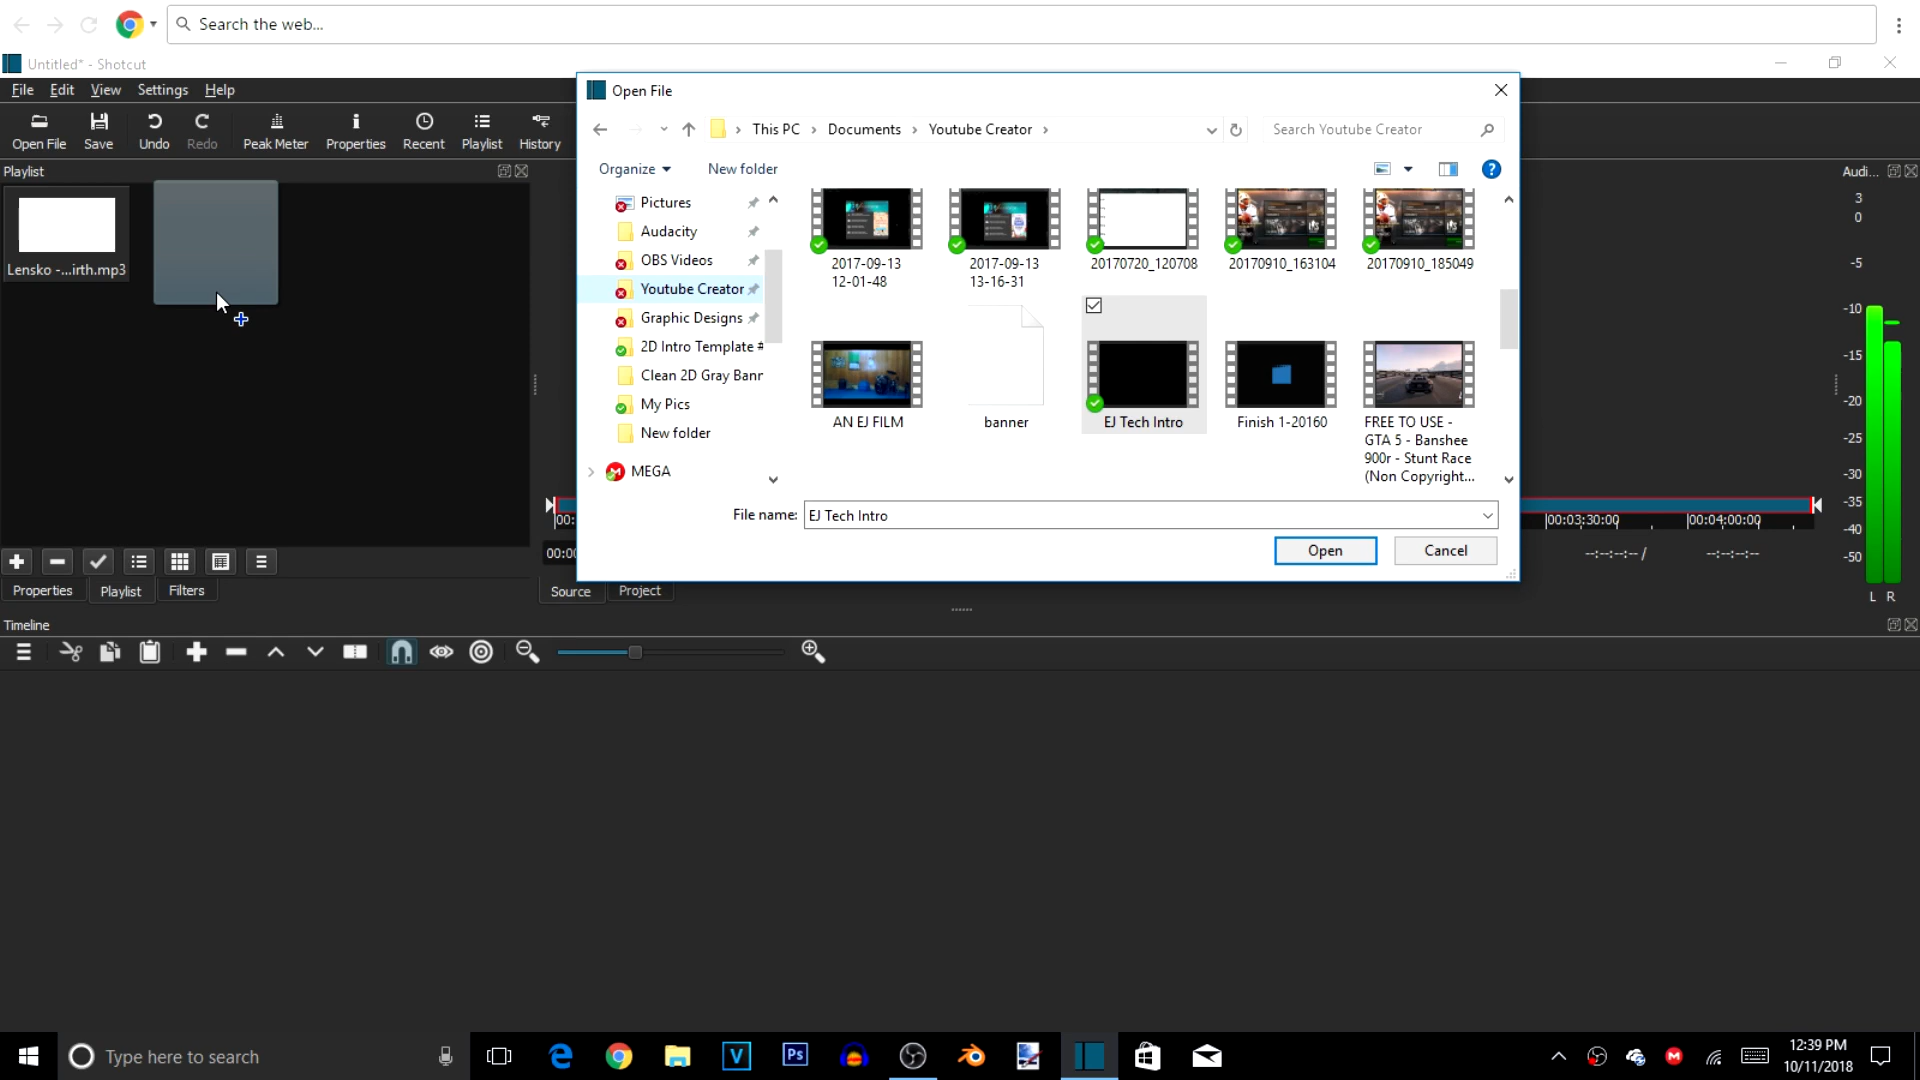 Search the web...
Untitled* - Shotcut
File Edit View Settings Help
Open File Save Undo Redo Peak Meter Properties Recent Playlist History
Playlist
Lensko -...irth.mp3
Properties Playlist Filters
Open File
This PC › Documents › Youtube Creator ›
Search Youtube Creator
Organize New folder
Pictures
Audacity
OBS Videos
Youtube Creator
Graphic Designs
2D Intro Template #
Clean 2D Gray Banr
My Pics
New folder
MEGA
2017-09-13
12-01-48
2017-09-13
13-16-31
20170720_120708
20170910_163104
20170910_185049
AN EJ FILM
banner
EJ Tech Intro
Finish 1-20160
FREE TO USE -
GTA 5 - Banshee
900r - Stunt Race
(Non Copyright...
File name: EJ Tech Intro
Open Cancel
00:
00:00
00:03:30:00 00:04:00:00
--:--:--:-- / --:--:--:--
Source Project
Audi...
3
0
-5
-10
-15
-20
-25
-30
-35
-40
-50
L R
Timeline
Type here to search
V
Ps
12:39 PM
10/11/2018